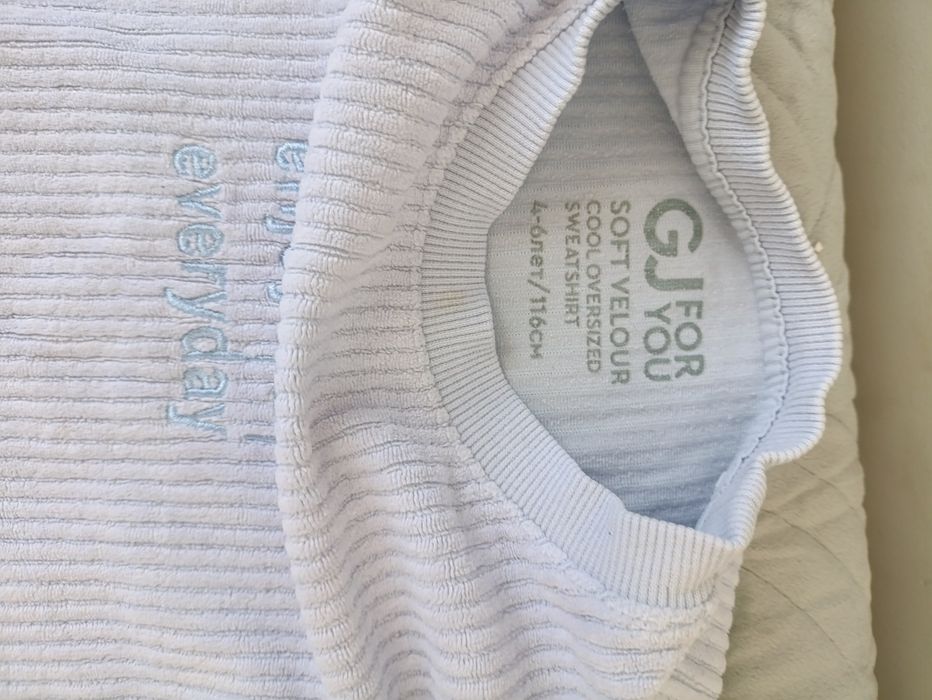 GJ FOR YOU
SOFT VELOUR
COOL OVERSIZED
SWEATSHIRT
4-6лет/116см
everyday